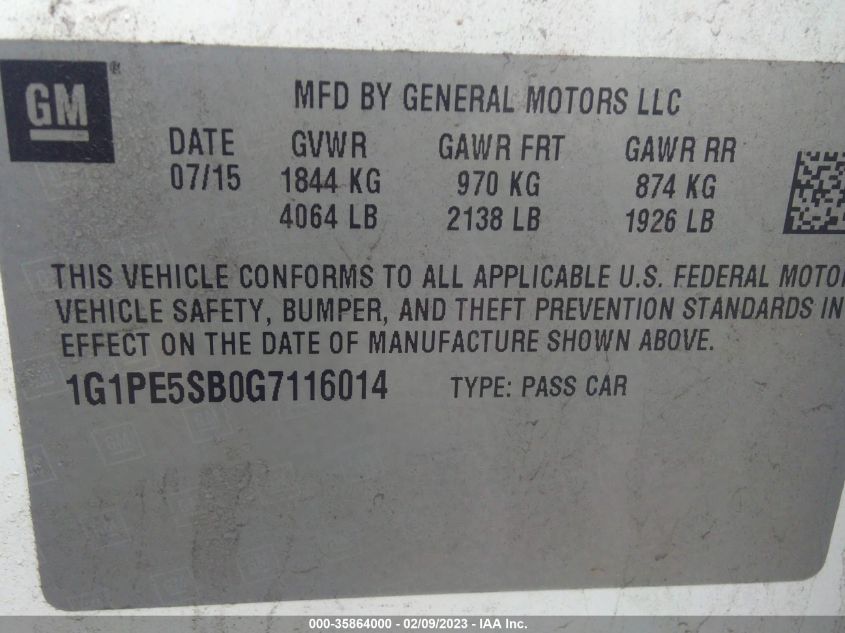 GM®
MFD BY GENERAL MOTORS LLC
DATE GVWR GAWR FRT GAWR RR
07/15 1844 KG 970 KG 874 KG
4064 LB 2138 LB 1926 LB
THIS VEHICLE CONFORMS TO ALL APPLICABLE U.S. FEDERAL MOTO
VEHICLE SAFETY, BUMPER, AND THEFT PREVENTION STANDARDS IN
EFFECT ON THE DATE OF MANUFACTURE SHOWN ABOVE.
1G1PE5SB0G7116014 TYPE: PASS CAR
000-35864000 - 02/09/2023 - © IAA Inc.